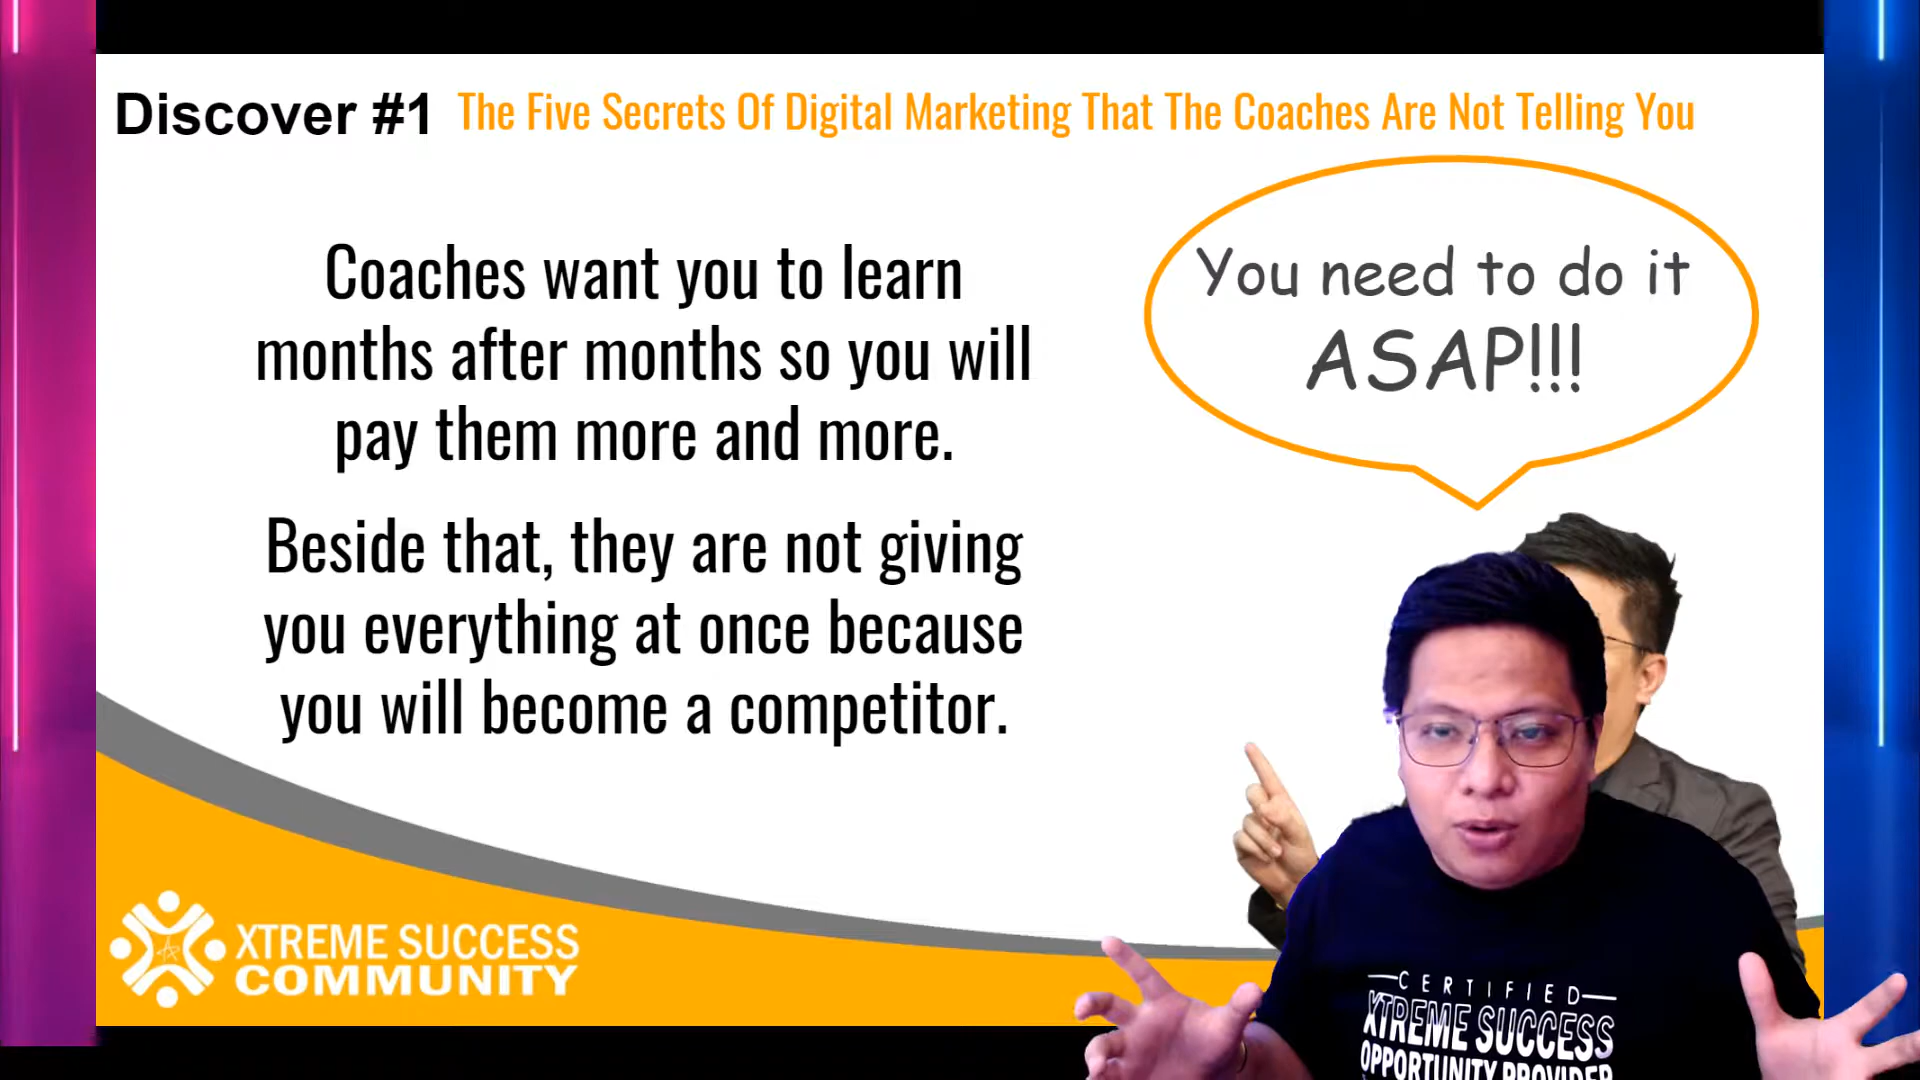 Discover #1 The Five Secrets Of Digital Marketing That The Coaches Are Not Telling You
You need to do it
ASAP!!!
Coaches want you to learn
months after months so you will
pay them more and more.
Beside that, they are not giving
you everything at once because
you will become a competitor.
XTREME SUCCESS
COMMUNITY
CERTIFIED
XTREME SUCCESS
OPPORTUNITY PROVIDER